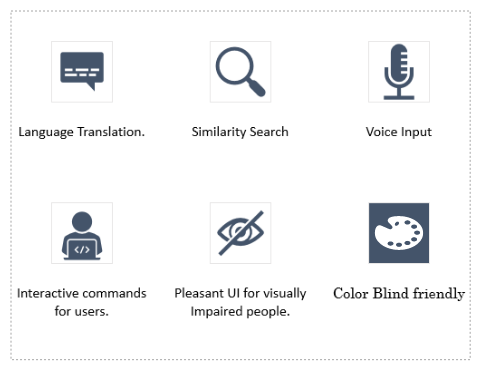 Language Translation.
Similarity Search
Voice Input
</>
Interactive commands
for users.
Pleasant UI for visually
Impaired people.
Color Blind friendly